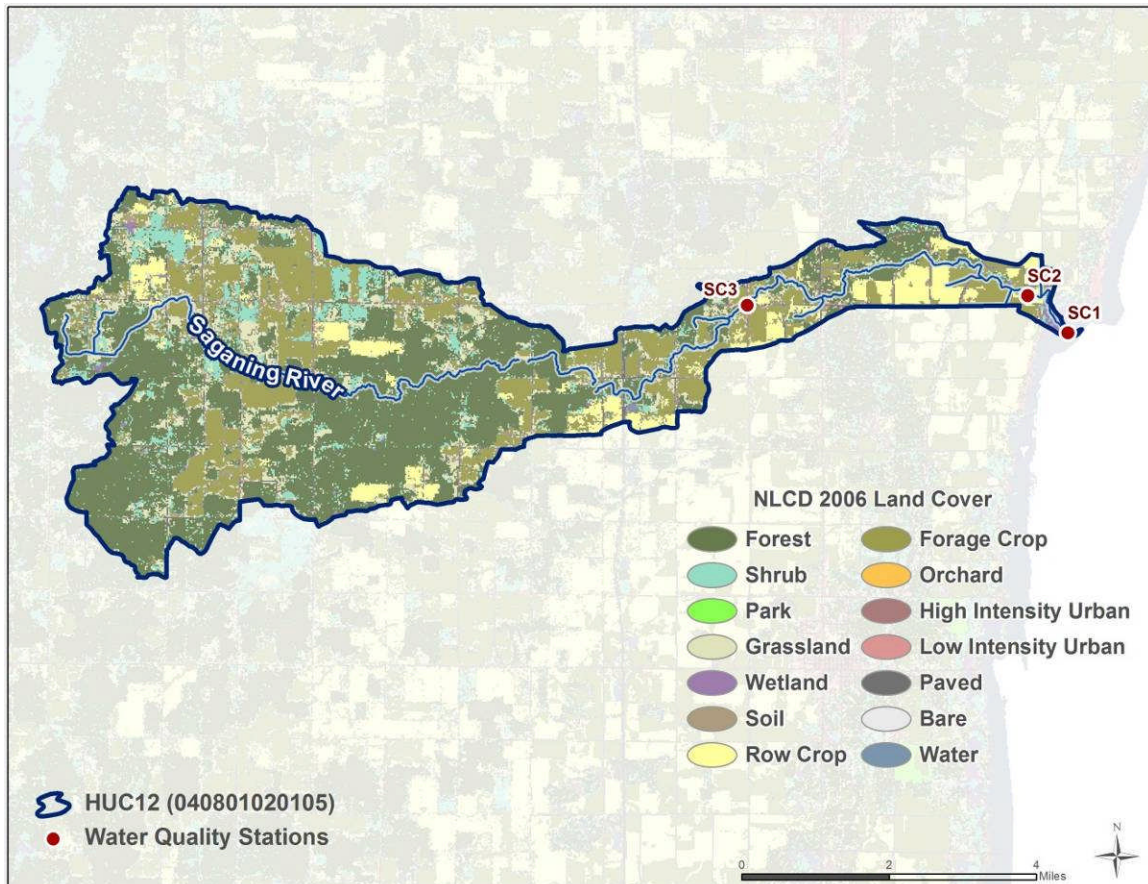 SC3
SC2
SC1
Saganing River
NLCD 2006 Land Cover
Forest
Forage Crop
Shrub
Orchard
Park
High Intensity Urban
Grassland
Low Intensity Urban
Wetland
Paved
Soil
Bare
Row Crop
Water
HUC12 (040801020105)
Water Quality Stations
N
0 2 4
Miles